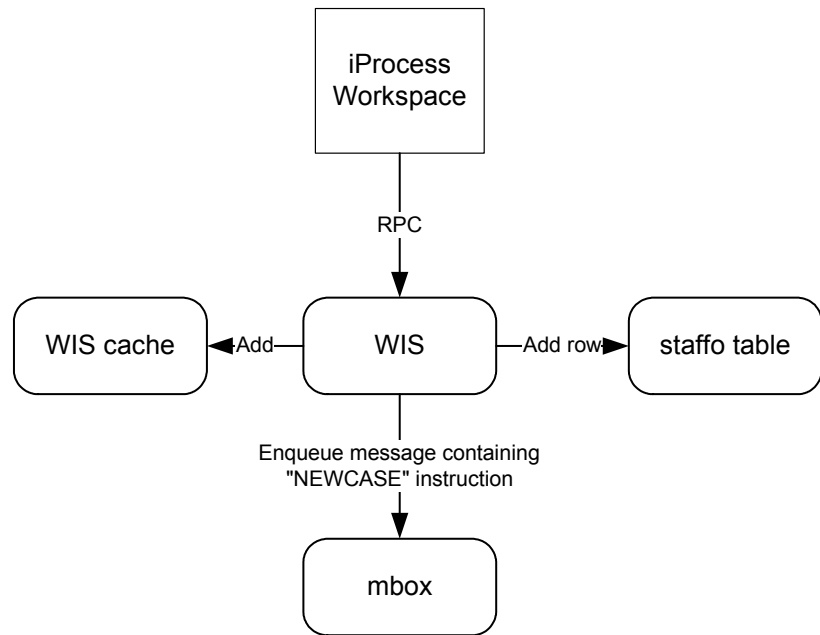 iProcess
Workspace
RPC
WIS cache
Add
WIS
Add row
staffo table
Enqueue message containing
"NEWCASE" instruction
mbox